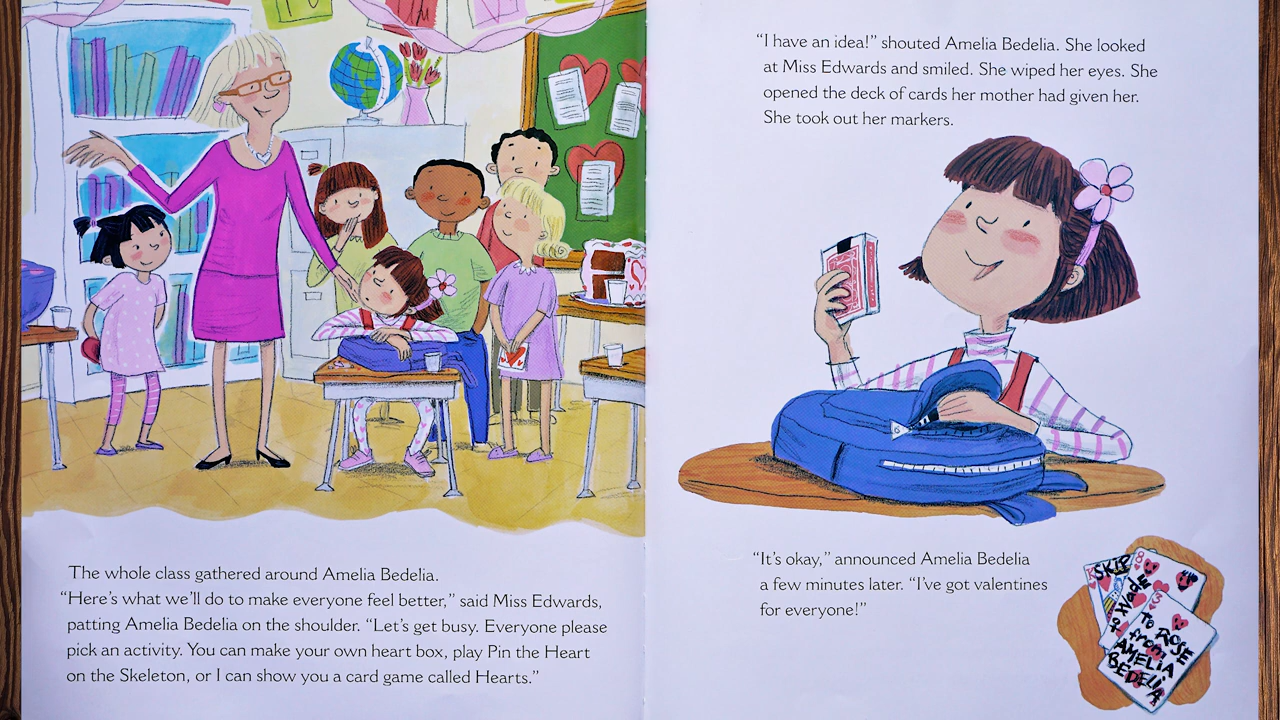 The whole class gathered around Amelia Bedelia.
“Here’s what we’ll do to make everyone feel better,” said Miss Edwards,
patting Amelia Bedelia on the shoulder. “Let’s get busy. Everyone please
pick an activity. You can make your own heart box, play Pin the Heart
on the Skeleton, or I can show you a card game called Hearts.”
“I have an idea!” shouted Amelia Bedelia. She looked
at Miss Edwards and smiled. She wiped her eyes. She
opened the deck of cards her mother had given her.
She took out her markers.
“It’s okay,” announced Amelia Bedelia
a few minutes later. “I’ve got valentines
for everyone!”
SKIP
8
to
5
TO ROSE
from
AMELIA
BEDELIA